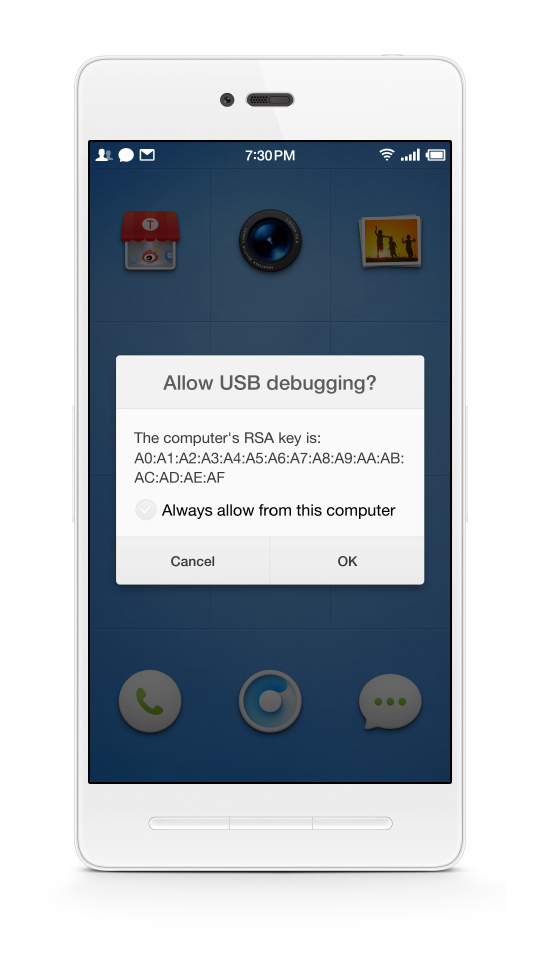 7:30PM
T
Allow USB debugging?
The computer's RSA key is:
A0:A1:A2:A3:A4:A5:A6:A7:A8:A9:AA:AB:
AC:AD:AE:AF
Always allow from this computer
Cancel
OK